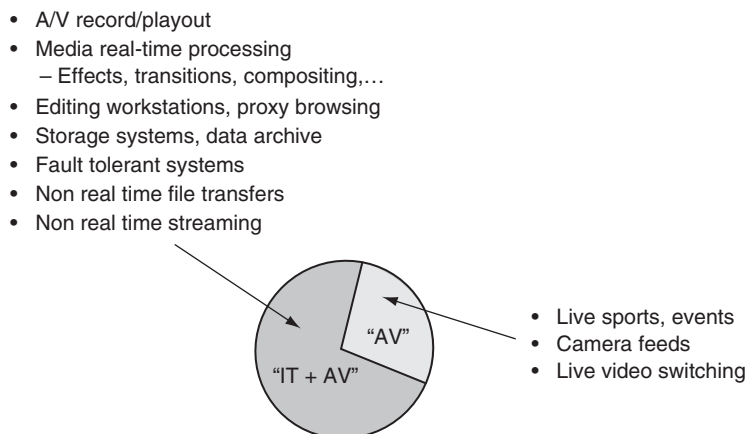 • A/V record/playout
• Media real-time processing
– Effects, transitions, compositing,…
• Editing workstations, proxy browsing
• Storage systems, data archive
• Fault tolerant systems
• Non real time file transfers
• Non real time streaming
“AV”
“IT + AV”
• Live sports, events
• Camera feeds
• Live video switching